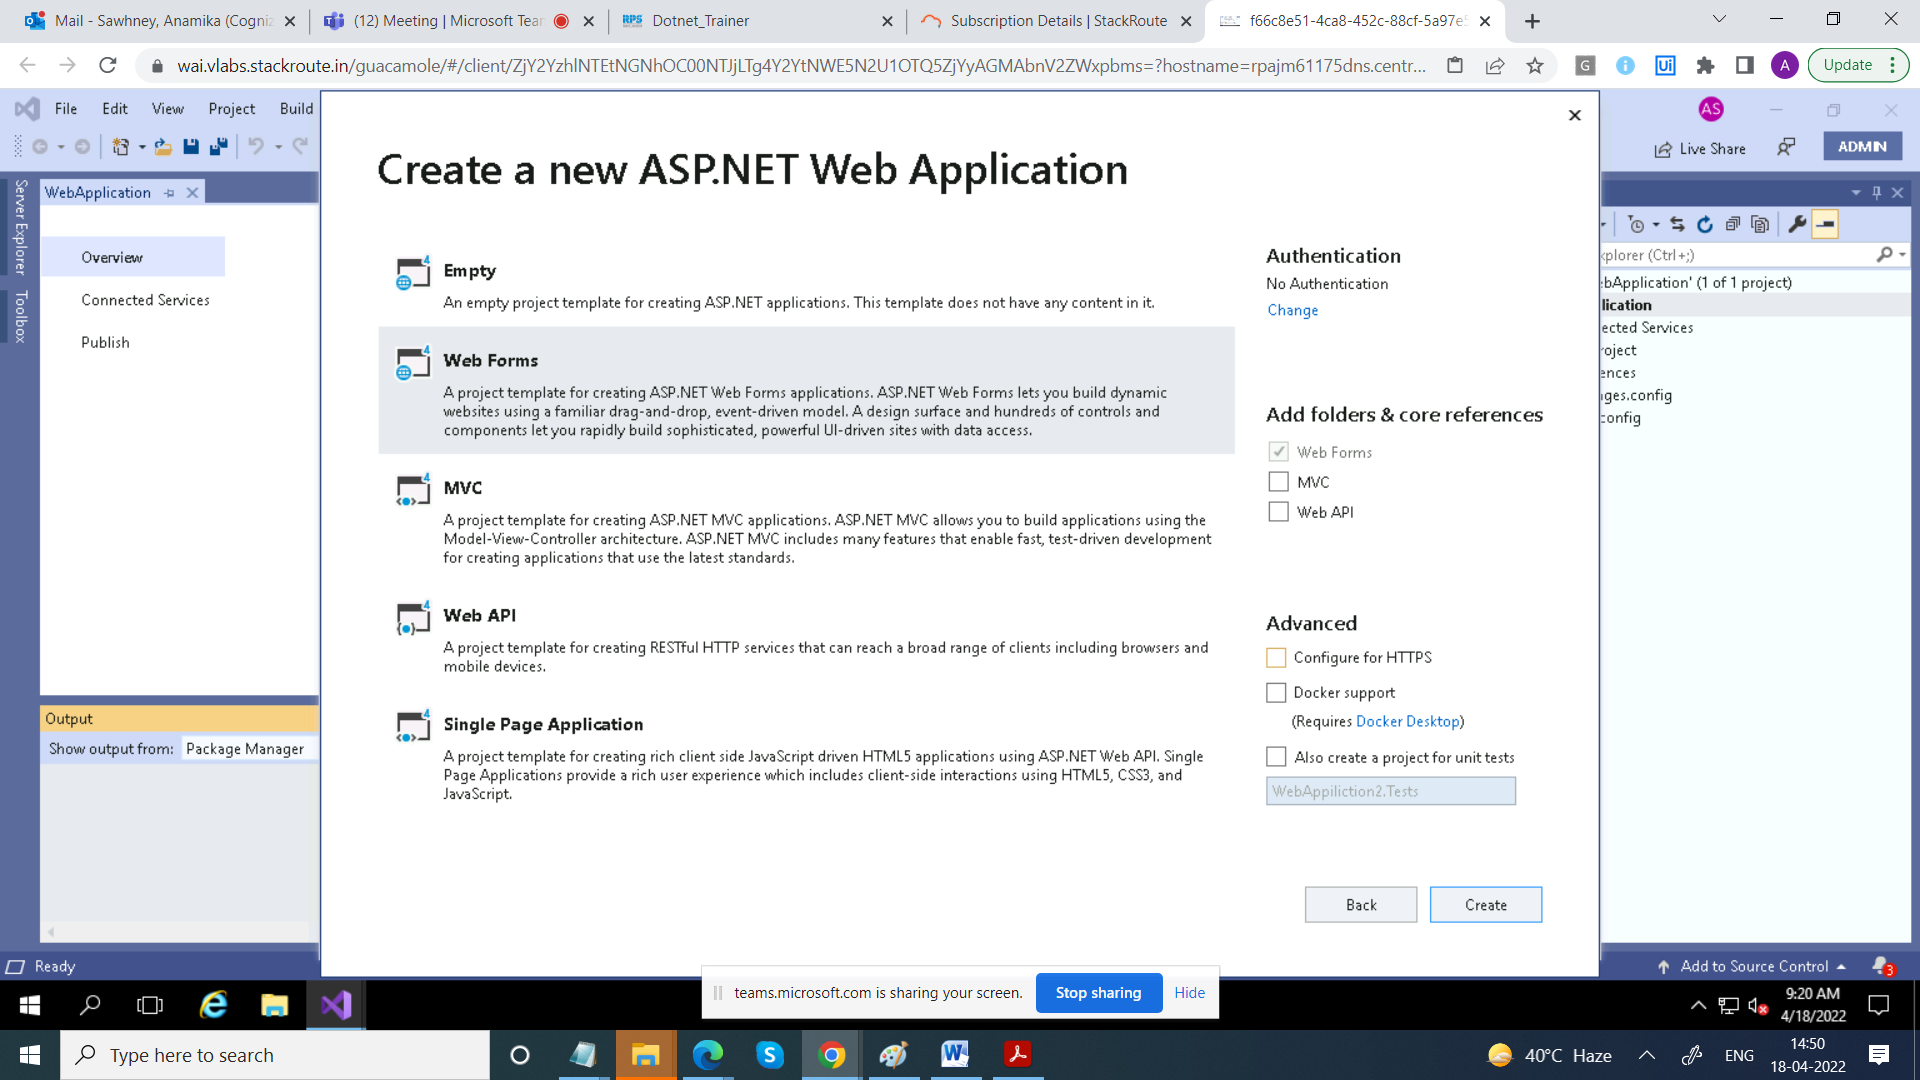 Mail - Sawhney, Anamika (Cogniz
(12) Meeting | Microsoft Tear
Dotnet_Trainer
Subscription Details | StackRoute
f66c8e51-4ca8-452c-88cf-5a97e5
wai.vlabs.stackroute.in/guacamole/#/client/ZjY2YzhlNTEtNGNhOC00NTJjLTg4Y2YtNWE5N2U1OTQ5ZjYyAGMAbnV2ZWxpbms=?hostname=rpajm61175dns.centr...
A
Update
File Edit View Project Build
AS
Live Share
ADMIN
Server Explorer
Toolbox
WebApplication
Overview
Connected Services
Publish
Output
Show output from: Package Manager
Create a new ASP.NET Web Application
Empty
An empty project template for creating ASP.NET applications. This template does not have any content in it.
Web Forms
A project template for creating ASP.NET Web Forms applications. ASP.NET Web Forms lets you build dynamic
websites using a familiar drag-and-drop, event-driven model. A design surface and hundreds of controls and
components let you rapidly build sophisticated, powerful UI-driven sites with data access.
MVC
A project template for creating ASP.NET MVC applications. ASP.NET MVC allows you to build applications using the
Model-View-Controller architecture. ASP.NET MVC includes many features that enable fast, test-driven development
for creating applications that use the latest standards.
Web API
A project template for creating RESTful HTTP services that can reach a broad range of clients including browsers and
mobile devices.
Single Page Application
A project template for creating rich client side JavaScript driven HTML5 applications using ASP.NET Web API. Single
Page Applications provide a rich user experience which includes client-side interactions using HTML5, CSS3, and
JavaScript.
Authentication
No Authentication
Change
Add folders & core references
Web Forms
MVC
Web API
Advanced
Configure for HTTPS
Docker support
(Requires Docker Desktop)
Also create a project for unit tests
WebAppiliction2.Tests
Back
Create
xplorer (Ctrl+;)
bApplication' (1 of 1 project)
lication
ected Services
roject
ences
ges.config
config
Ready
Add to Source Control
3
teams.microsoft.com is sharing your screen.
Stop sharing
Hide
9:20 AM
4/18/2022
Type here to search
40°C Haze
ENG
14:50
18-04-2022